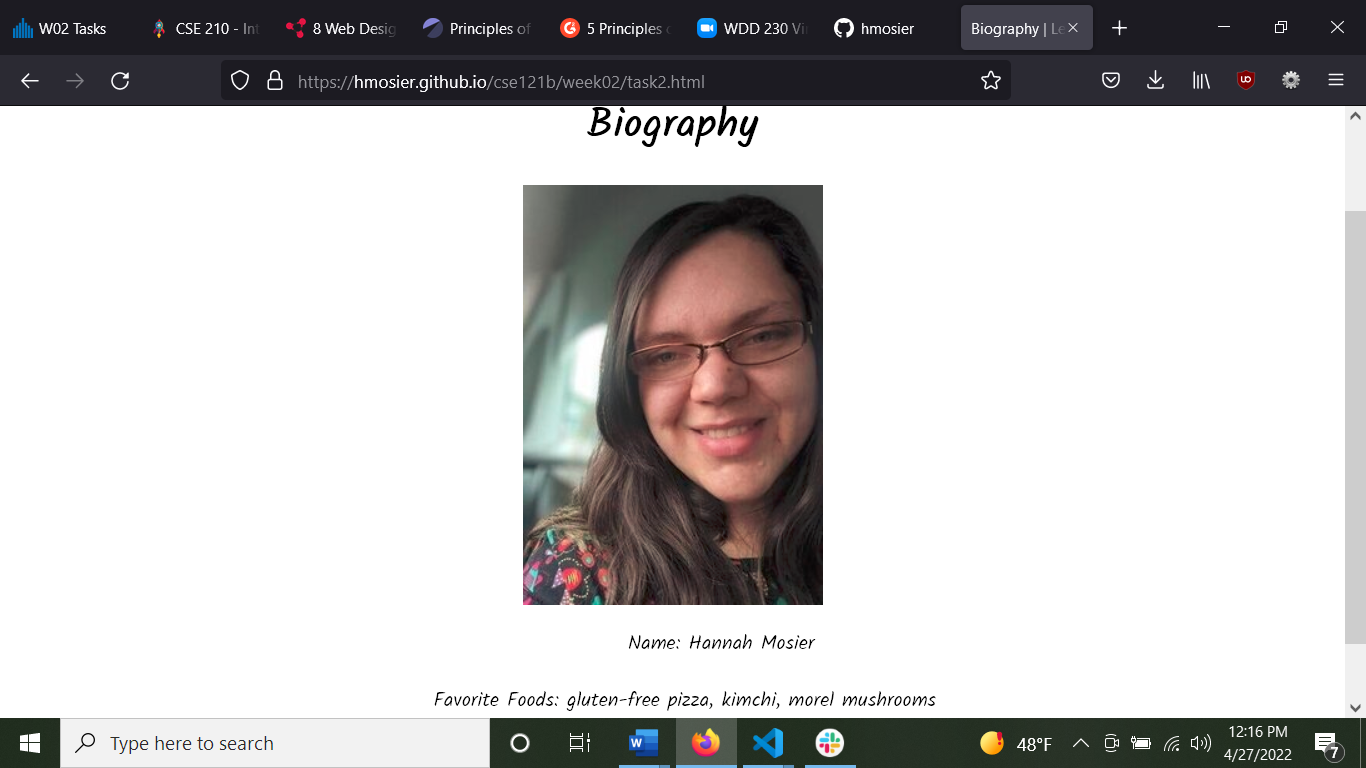 W02 Tasks
CSE 210 - Int
8 Web Desig
Principles of
5 Principles o
WDD 230 Vi
hmosier
Biography | Le
https://hmosier.github.io/cse121b/week02/task2.html
Biography
Name: Hannah Mosier
Favorite Foods: gluten-free pizza, kimchi, morel mushrooms
Type here to search
48°F
12:16 PM
4/27/2022
7